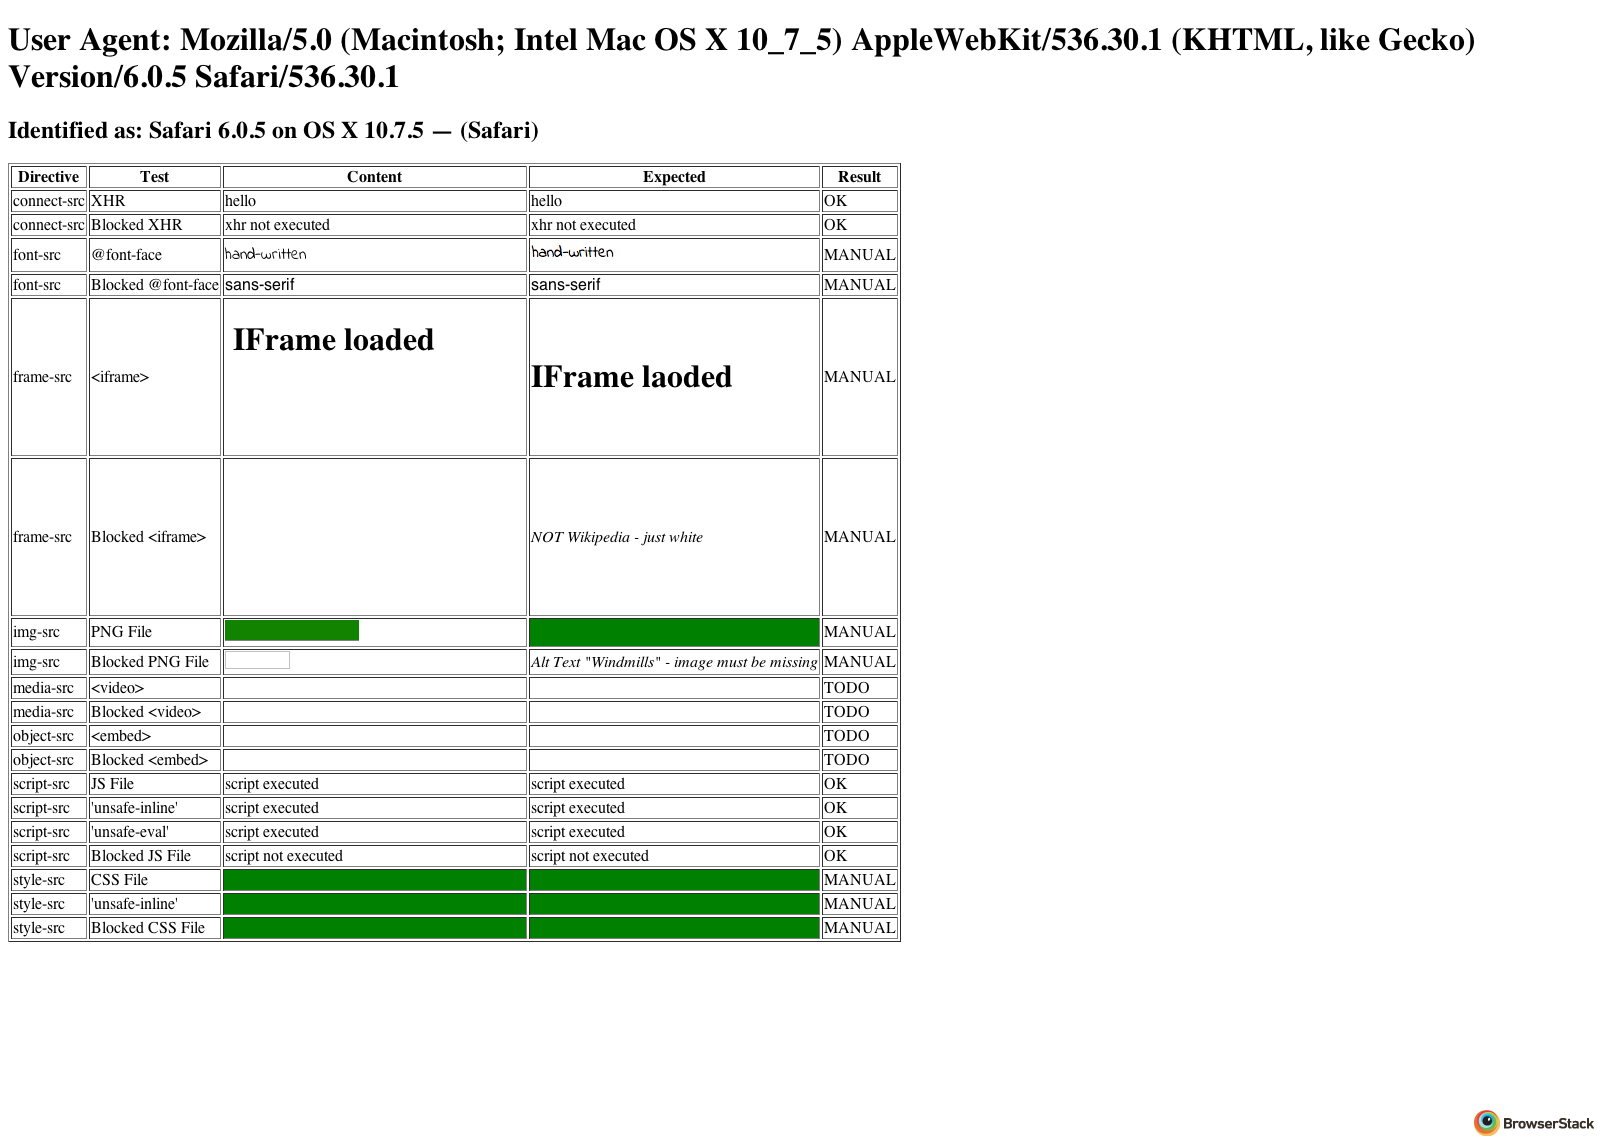 User Agent: Mozilla/5.0 (Macintosh; Intel Mac OS X 10_7_5) AppleWebKit/536.30.1 (KHTML, like Gecko)
Version/6.0.5 Safari/536.30.1
Identified as: Safari 6.0.5 on OS X 10.7.5 — (Safari)
Directive Test Content Expected Result
connect-src XHR hello hello OK
connect-src Blocked XHR xhr not executed xhr not executed OK
font-src @font-face hand-written hand-written MANUAL
font-src Blocked @font-face sans-serif sans-serif MANUAL
frame-src <iframe> IFrame loaded IFrame laoded MANUAL
frame-src Blocked <iframe> NOT Wikipedia - just white MANUAL
img-src PNG File MANUAL
img-src Blocked PNG File Alt Text "Windmills" - image must be missing MANUAL
media-src <video> TODO
media-src Blocked <video> TODO
object-src <embed> TODO
object-src Blocked <embed> TODO
script-src JS File script executed script executed OK
script-src 'unsafe-inline' script executed script executed OK
script-src 'unsafe-eval' script executed script executed OK
script-src Blocked JS File script not executed script not executed OK
style-src CSS File MANUAL
style-src 'unsafe-inline' MANUAL
style-src Blocked CSS File MANUAL
BrowserStack